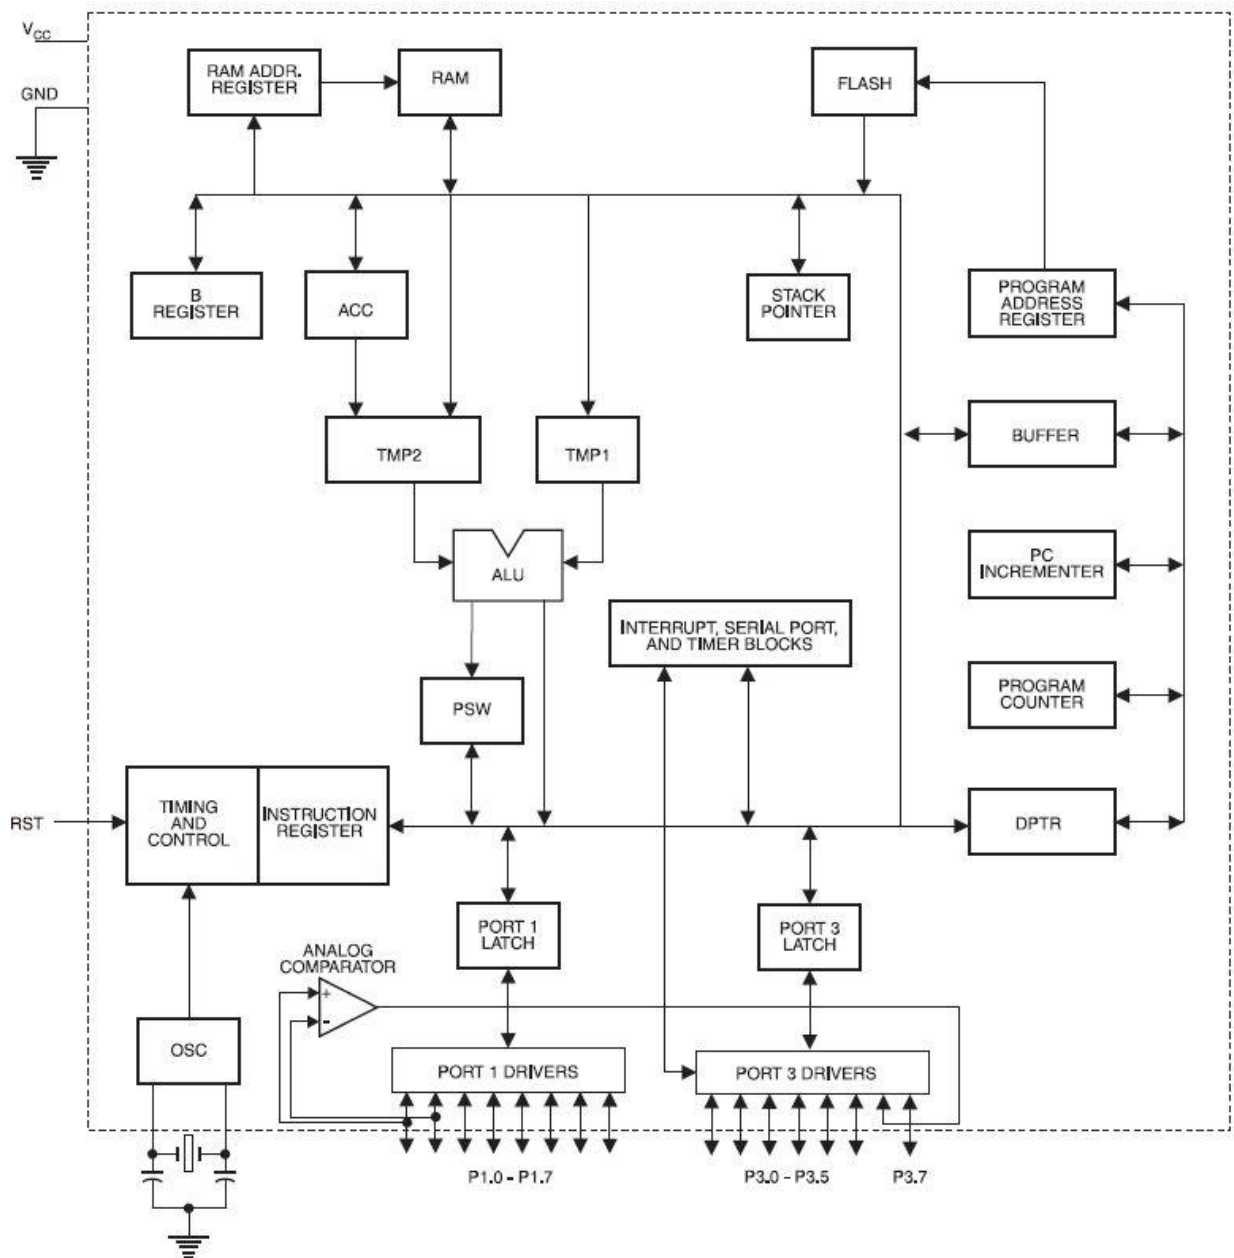 VCC
GND
RAM ADDR.
REGISTER
RAM
FLASH
B
REGISTER
ACC
STACK
POINTER
PROGRAM
ADDRESS
REGISTER
TMP2
TMP1
BUFFER
ALU
PC
INCREMENTER
INTERRUPT, SERIAL PORT,
AND TIMER BLOCKS
PSW
PROGRAM
COUNTER
RST
TIMING
AND
CONTROL
INSTRUCTION
REGISTER
DPTR
PORT 1
LATCH
PORT 3
LATCH
ANALOG
COMPARATOR
+
-
OSC
PORT 1 DRIVERS
PORT 3 DRIVERS
P1.0 - P1.7
P3.0 - P3.5
P3.7